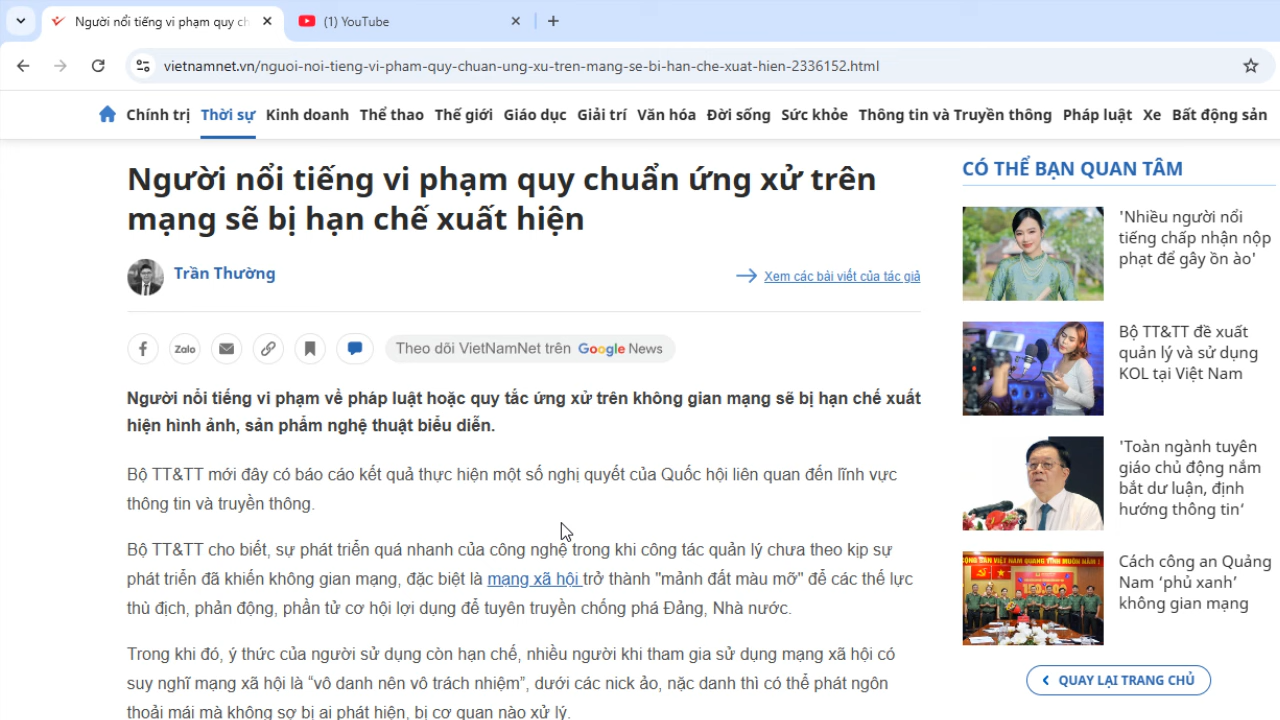 Người nổi tiếng vi phạm quy ch
(1) YouTube
vietnamnet.vn/nguoi-noi-tieng-vi-pham-quy-chuan-ung-xu-tren-mang-se-bi-han-che-xuat-hien-2336152.html
Chính trị Thời sự Kinh doanh Thể thao Thế giới Giáo dục Giải trí Văn hóa Đời sống Sức khỏe Thông tin và Truyền thông Pháp luật Xe Bất động sản
Người nổi tiếng vi phạm quy chuẩn ứng xử trên
mạng sẽ bị hạn chế xuất hiện
Trần Thường
Xem các bài viết của tác giả
Zalo
Theo dõi VietNamNet trên Google News
Người nổi tiếng vi phạm về pháp luật hoặc quy tắc ứng xử trên không gian mạng sẽ bị hạn chế xuất
hiện hình ảnh, sản phẩm nghệ thuật biểu diễn.
Bộ TT&TT mới đây có báo cáo kết quả thực hiện một số nghị quyết của Quốc hội liên quan đến lĩnh vực
thông tin và truyền thông.
Bộ TT&TT cho biết, sự phát triển quá nhanh của công nghệ trong khi công tác quản lý chưa theo kịp sự
phát triển đã khiến không gian mạng, đặc biệt là mạng xã hội trở thành "mảnh đất màu mỡ" để các thế lực
thù địch, phản động, phần tử cơ hội lợi dụng để tuyên truyền chống phá Đảng, Nhà nước.
Trong khi đó, ý thức của người sử dụng còn hạn chế, nhiều người khi tham gia sử dụng mạng xã hội có
suy nghĩ mạng xã hội là “vô danh nên vô trách nhiệm”, dưới các nick ảo, nặc danh thì có thể phát ngôn
thoải mái mà không sợ bị ai phát hiện, bị cơ quan nào xử lý.
CÓ THỂ BẠN QUAN TÂM
'Nhiều người nổi
tiếng chấp nhận nộp
phạt để gây ồn ào'
Bộ TT&TT đề xuất
quản lý và sử dụng
KOL tại Việt Nam
'Toàn ngành tuyên
giáo chủ động nắm
bắt dư luận, định
hướng thông tin‘
Cách công an Quảng
Nam ‘phủ xanh’
không gian mạng
QUAY LẠI TRANG CHỦ